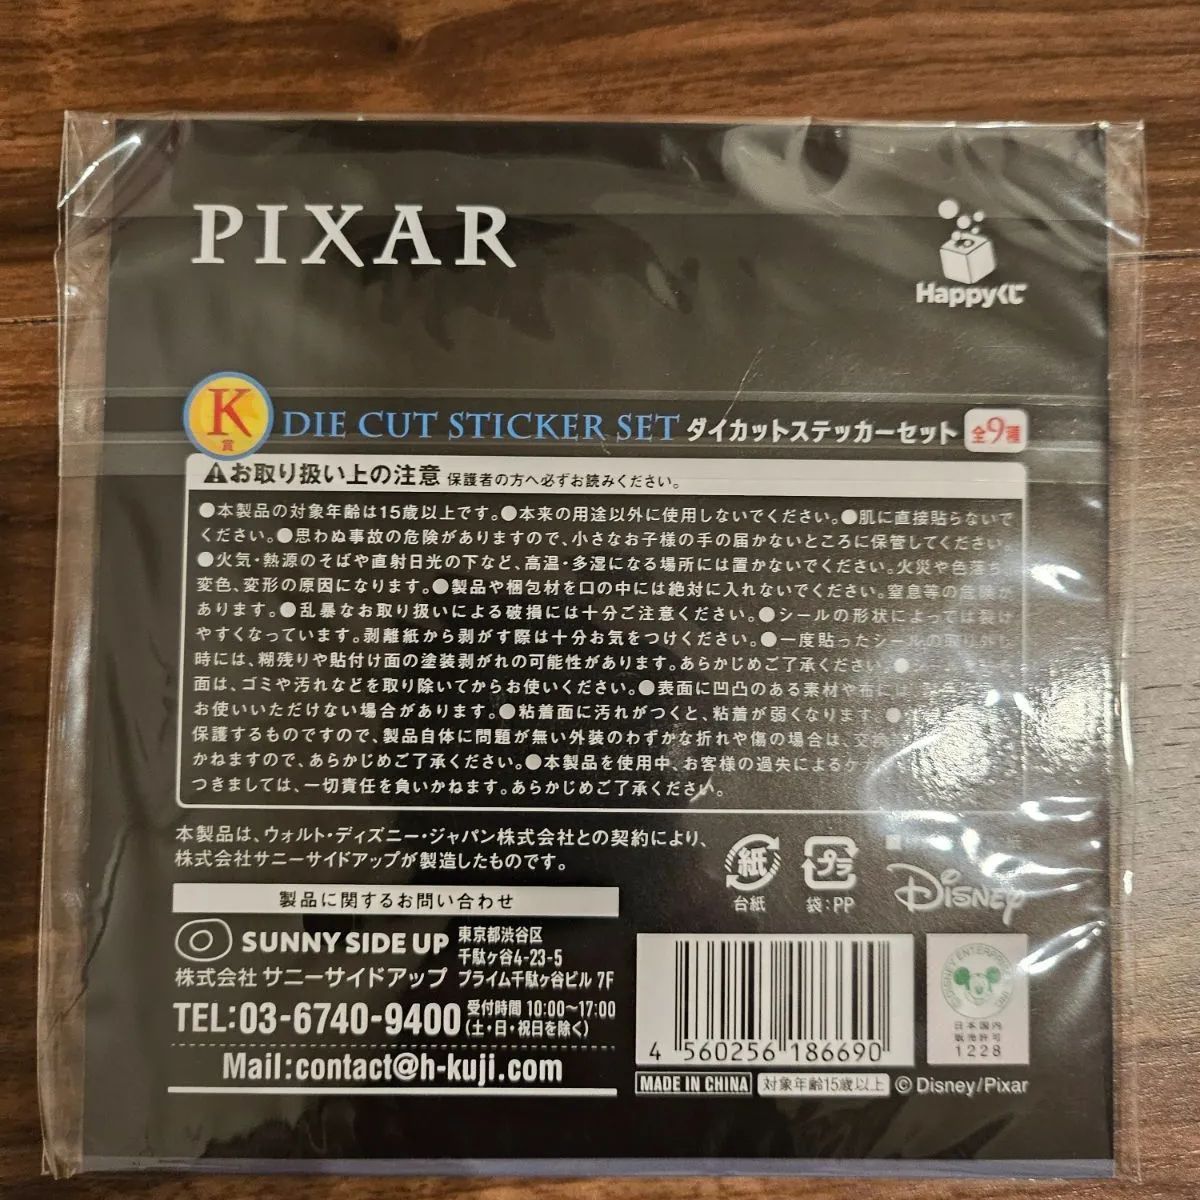 PIXAR
Happyくじ
K賞
DIE CUT STICKER SET ダイカットステッカーセット 全9種
お取り扱い上の注意 保護者の方へ必ずお読みください。
●本製品の対象年齢は15歳以上です。●本来の用途以外に使用しないでください。●肌に直接貼らないで
ください。●思わぬ事故の危険がありますので、小さなお子様の手の届かないところに保管してください。
●火気・熱源のそばや直射日光の下など、高温・多湿になる場所には置かないでください。火災や色落ち、
変色、変形の原因になります。●製品や梱包材を口の中には絶対に入れないでください。窒息等の危険が
あります。●乱暴なお取り扱いによる破損には十分ご注意ください。●シールの形状によっては裂け
やすくなっています。剥離紙から剥がす際は十分お気をつけください。●一度貼ったシールの取り外し
時には、糊残りや貼付け面の塗装剥がれの可能性があります。あらかじめご了承ください。
面は、ゴミや汚れなどを取り除いてからお使いください。●表面に凹凸のある素材や布には、
お使いいただけない場合があります。●粘着面に汚れがつくと、粘着が弱くなります。
保護するものですので、製品自体に問題が無い外装のわずかな折れや傷の場合は、交換
かねますので、あらかじめご了承ください。●本製品を使用中、お客様の過失によるケガ
つきましては、一切責任を負いかねます。あらかじめご了承ください。
本製品は、ウォルト・ディズニー・ジャパン株式会社との契約により、
株式会社サニーサイドアップが製造したものです。
紙
台紙
プラ
袋:PP
Disney
製品に関するお問い合わせ
SUNNY SIDE UP
株式会社 サニーサイドアップ
東京都渋谷区
千駄ヶ谷4-23-5
プライム千駄ヶ谷ビル 7F
TEL:03-6740-9400
受付時間 10:00〜17:00
(土・日・祝日を除く)
Mail:contact@h-kuji.com
4 560256 186690
日本国内
販売許可
1228
MADE IN CHINA
対象年齢15歳以上
© Disney/Pixar